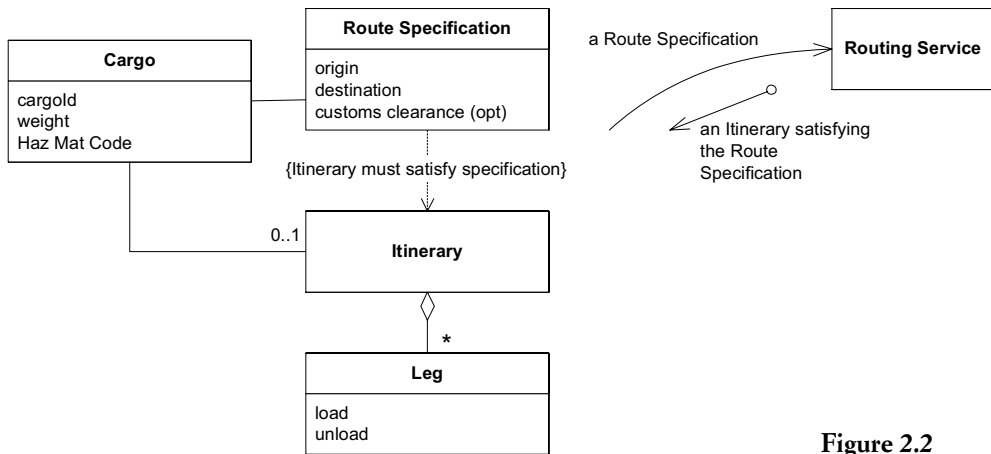 Cargo
cargoId
weight
Haz Mat Code
Route Specification
origin
destination
customs clearance (opt)
{Itinerary must satisfy specification}
0..1
Itinerary
*
Leg
load
unload
a Route Specification
Routing Service
an Itinerary satisfying
the Route
Specification
Figure 2.2